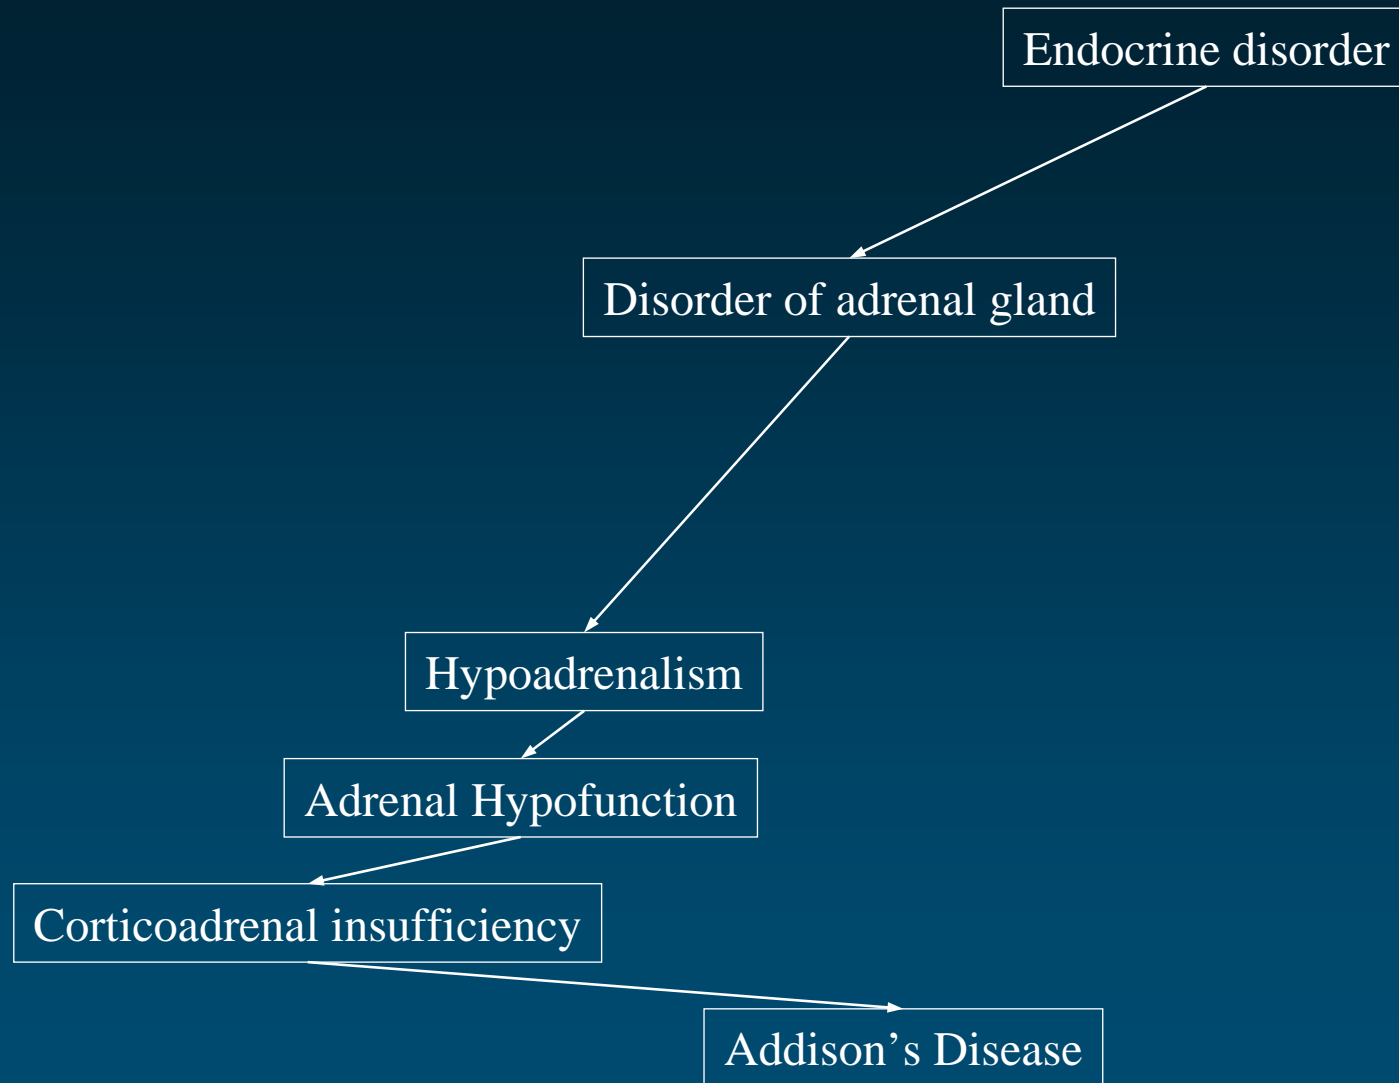 Endocrine disorder
Disorder of adrenal gland
Hypoadrenalism
Adrenal Hypofunction
Corticoadrenal insufficiency
Addison’s Disease